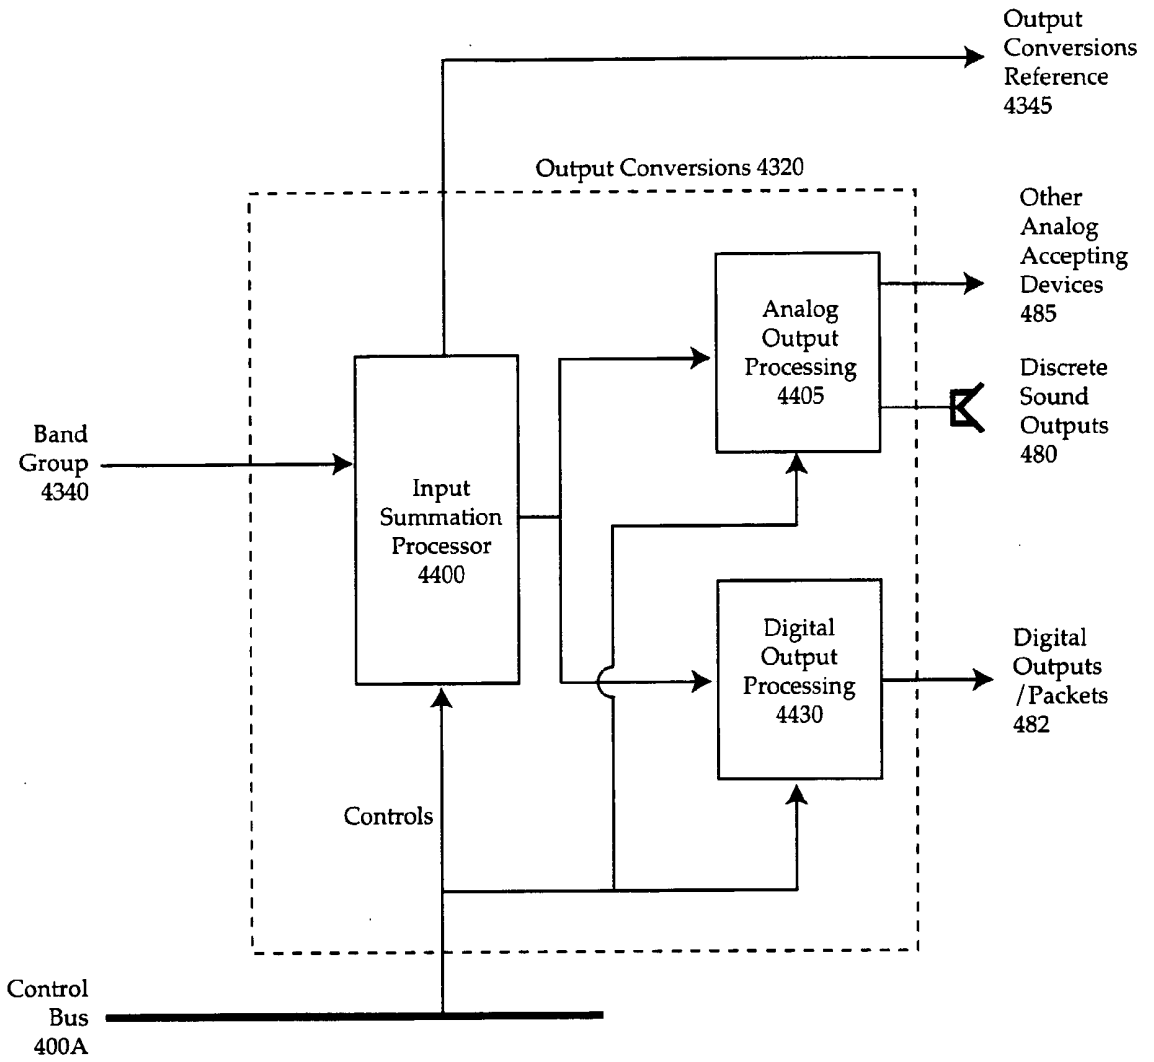 Output
Conversions
Reference
4345
Output Conversions 4320
Other
Analog
Accepting
Devices
485
Analog
Output
Processing
4405
Discrete
Sound
Outputs
480
Band
Group
4340
Input
Summation
Processor
4400
Digital
Output
Processing
4430
Digital
Outputs
/Packets
482
Controls
Control
Bus
400A